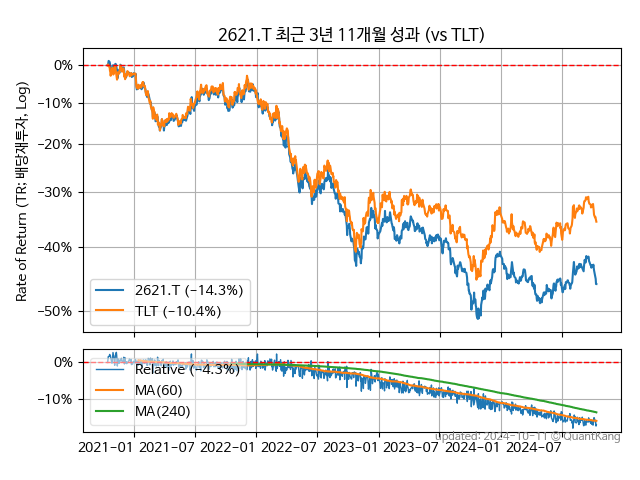 2621.T 최근 3년 11개월 성과 (vs TLT)
Rate of Return (TR; 배당재투자, Log)
0%
−10%
−20%
−30%
−40%
−50%
2621.T (−14.3%)
TLT (−10.4%)
0%
−10%
Relative (−4.3%)
MA(60)
MA(240)
2021-01 2021-07 2022-01 2022-07 2023-01 2023-07 2024-01 2024-07
Updated: 2024-10-11 © QuantKang